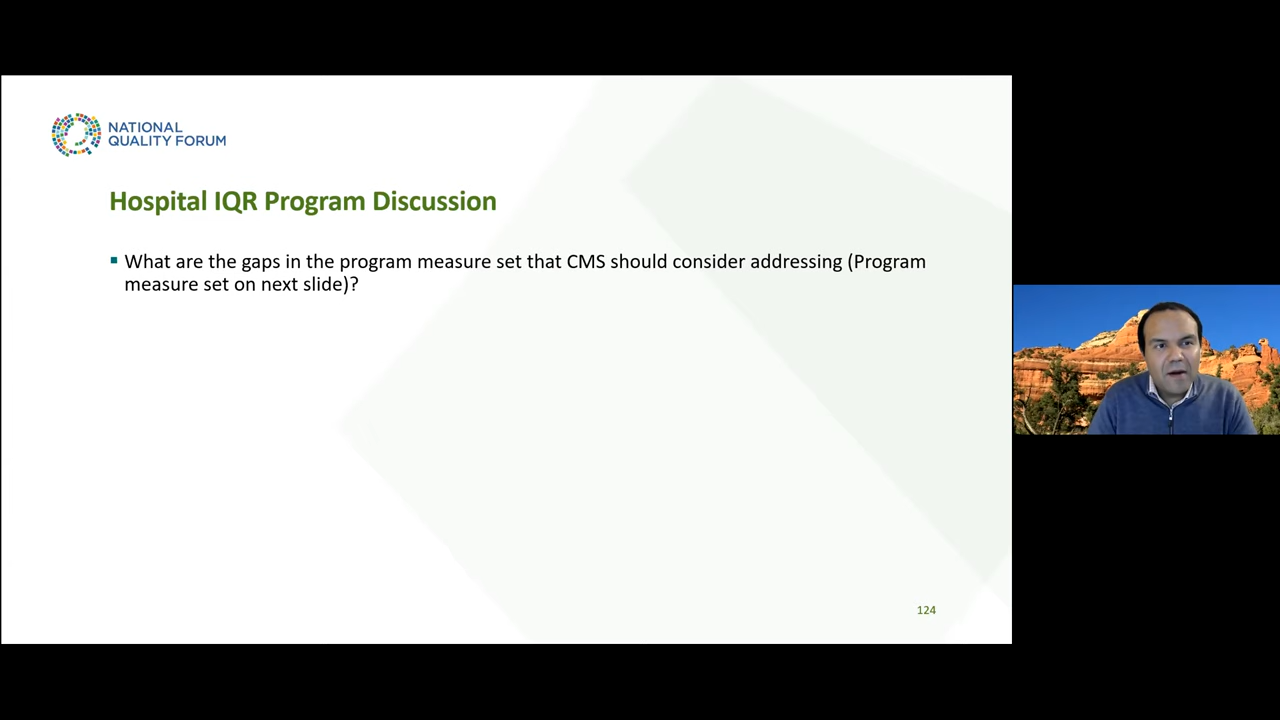 NATIONAL
QUALITY FORUM
Hospital IQR Program Discussion
▪ What are the gaps in the program measure set that CMS should consider addressing (Program
measure set on next slide)?
124